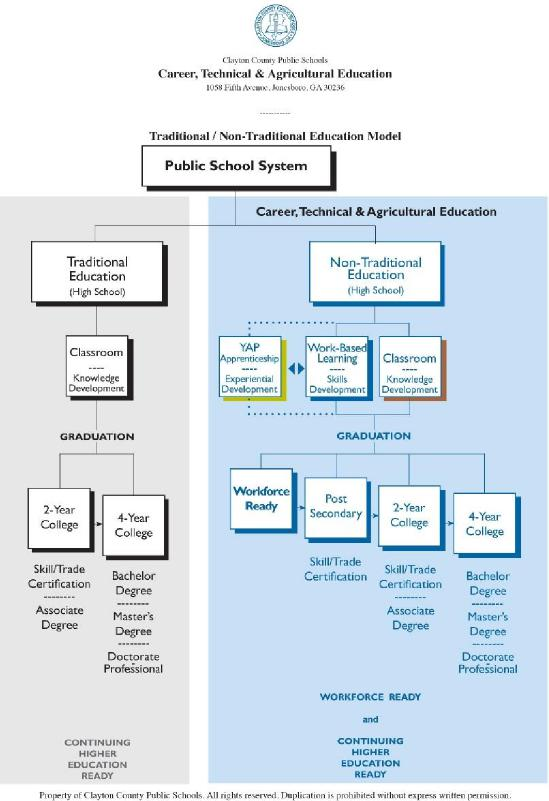 Clayton County Public Schools
Career, Technical & Agricultural Education
1058 Fifth Avenue, Jonesboro, GA 30236
-----------
Traditional / Non-Traditional Education Model
Public School System
Career, Technical & Agricultural Education
Traditional
Education
(High School)
Classroom
----
Knowledge
Development
GRADUATION
2-Year
College
4-Year
College
Skill/Trade
Certification
--------
Associate
Degree
Bachelor
Degree
--------
Master's
Degree
--------
Doctorate
Professional
CONTINUING
HIGHER
EDUCATION
READY
Non-Traditional
Education
(High School)
YAP
Apprenticeship
----
Experiential
Development
Work-Based
Learning
----
Skills
Development
Classroom
----
Knowledge
Development
GRADUATION
Workforce
Ready
Post
Secondary
2-Year
College
4-Year
College
Skill/Trade
Certification
Skill/Trade
Certification
--------
Associate
Degree
Bachelor
Degree
--------
Master's
Degree
--------
Doctorate
Professional
WORKFORCE READY
and
CONTINUING
HIGHER
EDUCATION
READY
Property of Clayton County Public Schools. All rights reserved. Duplication is prohibited without express written permission.